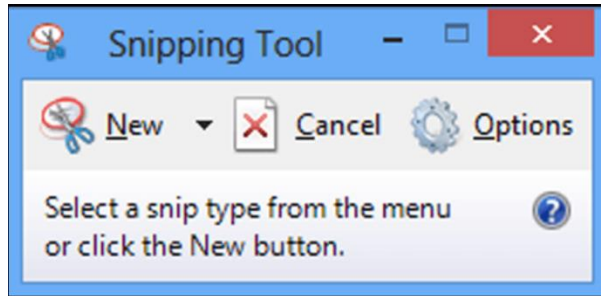 Snipping Tool
New Cancel Options
Select a snip type from the menu
or click the New button.